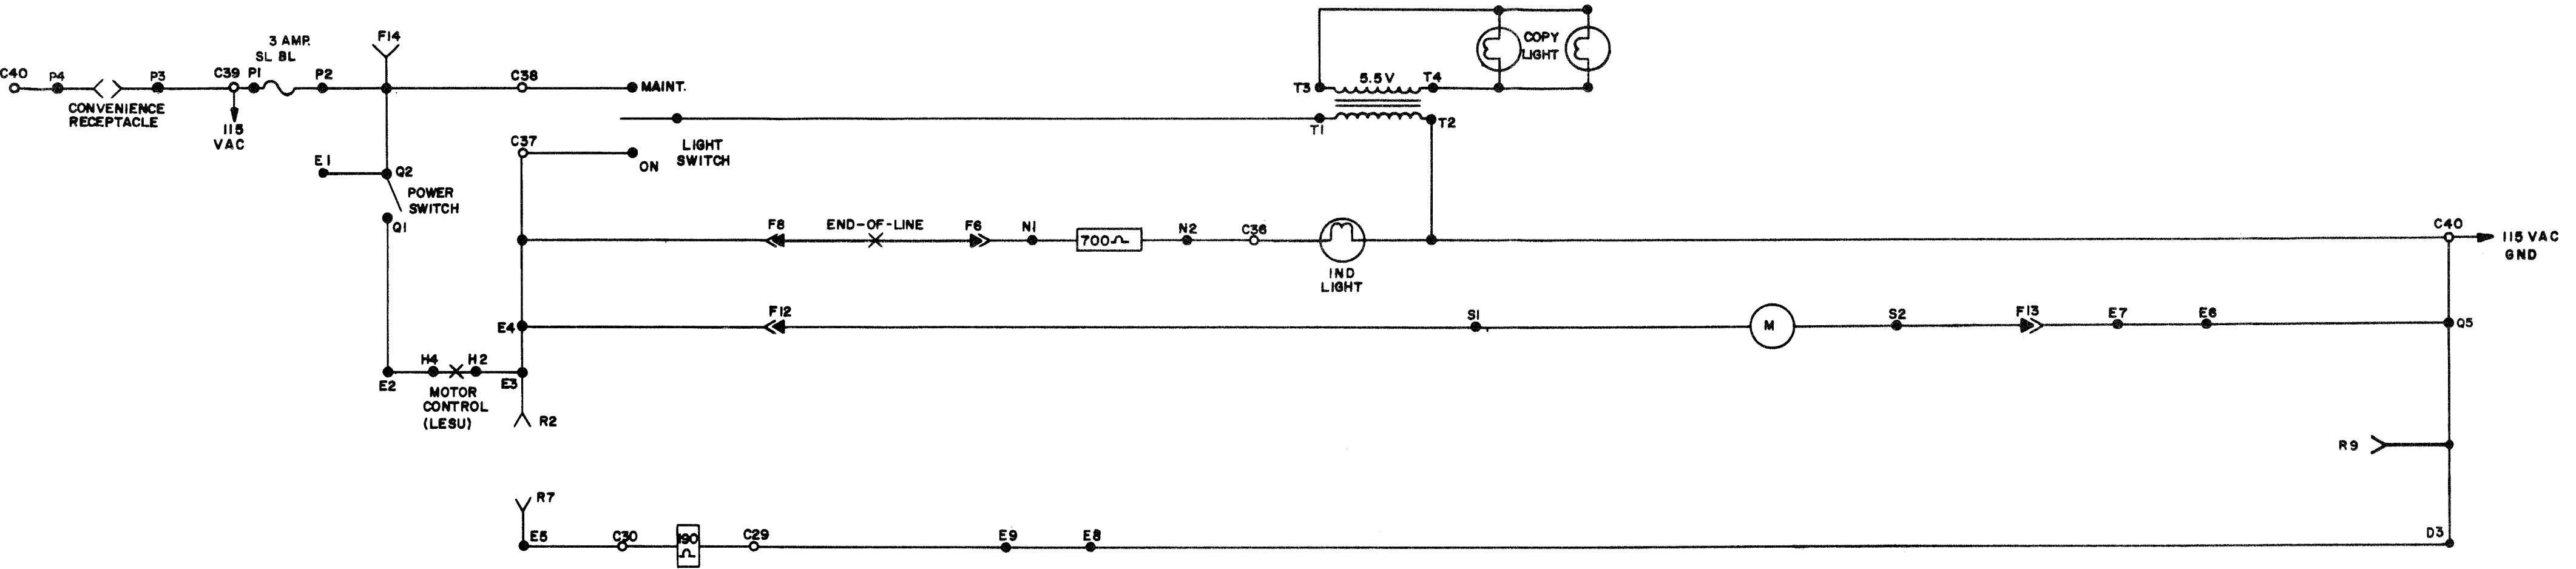 3 AMP.
SL BL
F14
C40
P4
P3
C39
P1
P2
C38
MAINT.
CONVENIENCE
RECEPTACLE
115
VAC
E1
Q2
POWER
SWITCH
Q1
C37
ON
LIGHT
SWITCH
T3
5.5V
T4
COPY
LIGHT
T1
T2
F8
END-OF-LINE
F6
N1
700Ω
N2
C36
IND
LIGHT
C40
115 VAC
GND
E4
F12
S1
M
S2
F13
E7
E6
Q5
E2
H4
H2
E3
MOTOR
CONTROL
(LESU)
R2
R9
R7
E5
C30
190
Ω
C29
E9
E8
D3